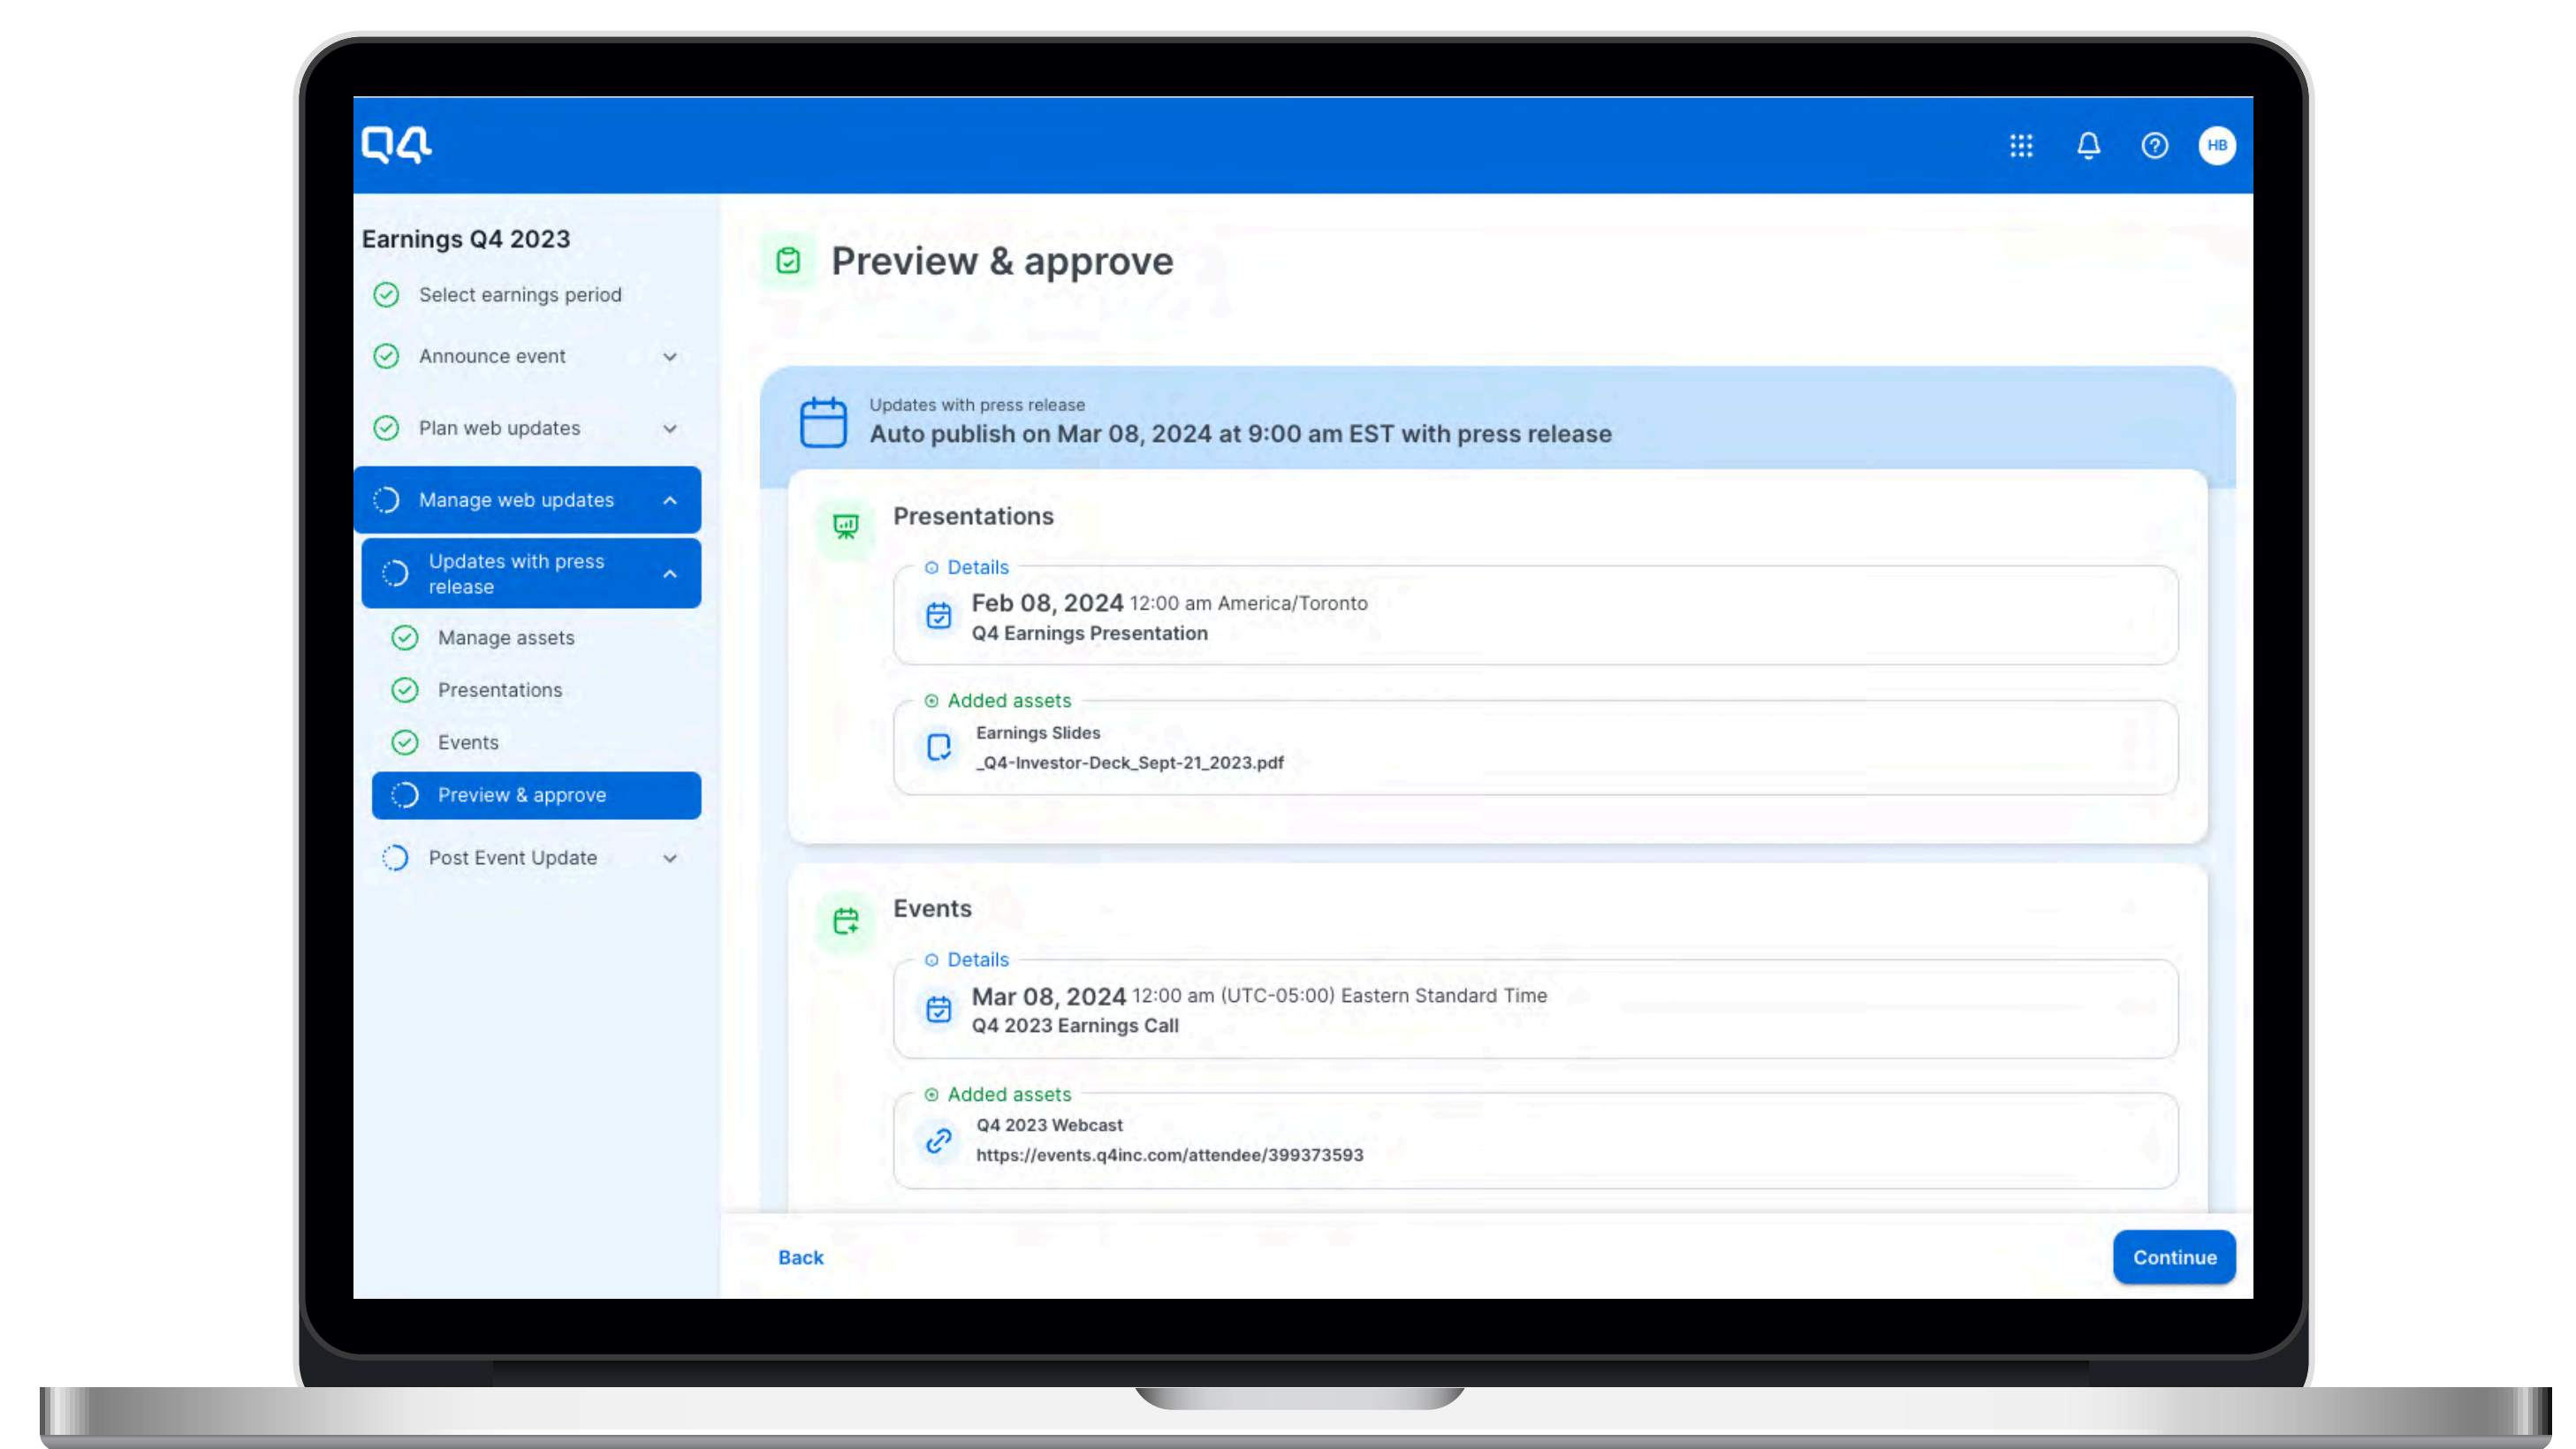 Q4
HB
Earnings Q4 2023
Select earnings period
Announce event
Plan web updates
Manage web updates
Updates with press
release
Manage assets
Presentations
Events
Preview & approve
Post Event Update
Preview & approve
Updates with press release
Auto publish on Mar 08, 2024 at 9:00 am EST with press release
Presentations
Details
Feb 08, 2024 12:00 am America/Toronto
Q4 Earnings Presentation
Added assets
Earnings Slides
_Q4-Investor-Deck_Sept-21_2023.pdf
Events
Details
Mar 08, 2024 12:00 am (UTC-05:00) Eastern Standard Time
Q4 2023 Earnings Call
Added assets
Q4 2023 Webcast
https://events.q4inc.com/attendee/399373593
Back
Continue